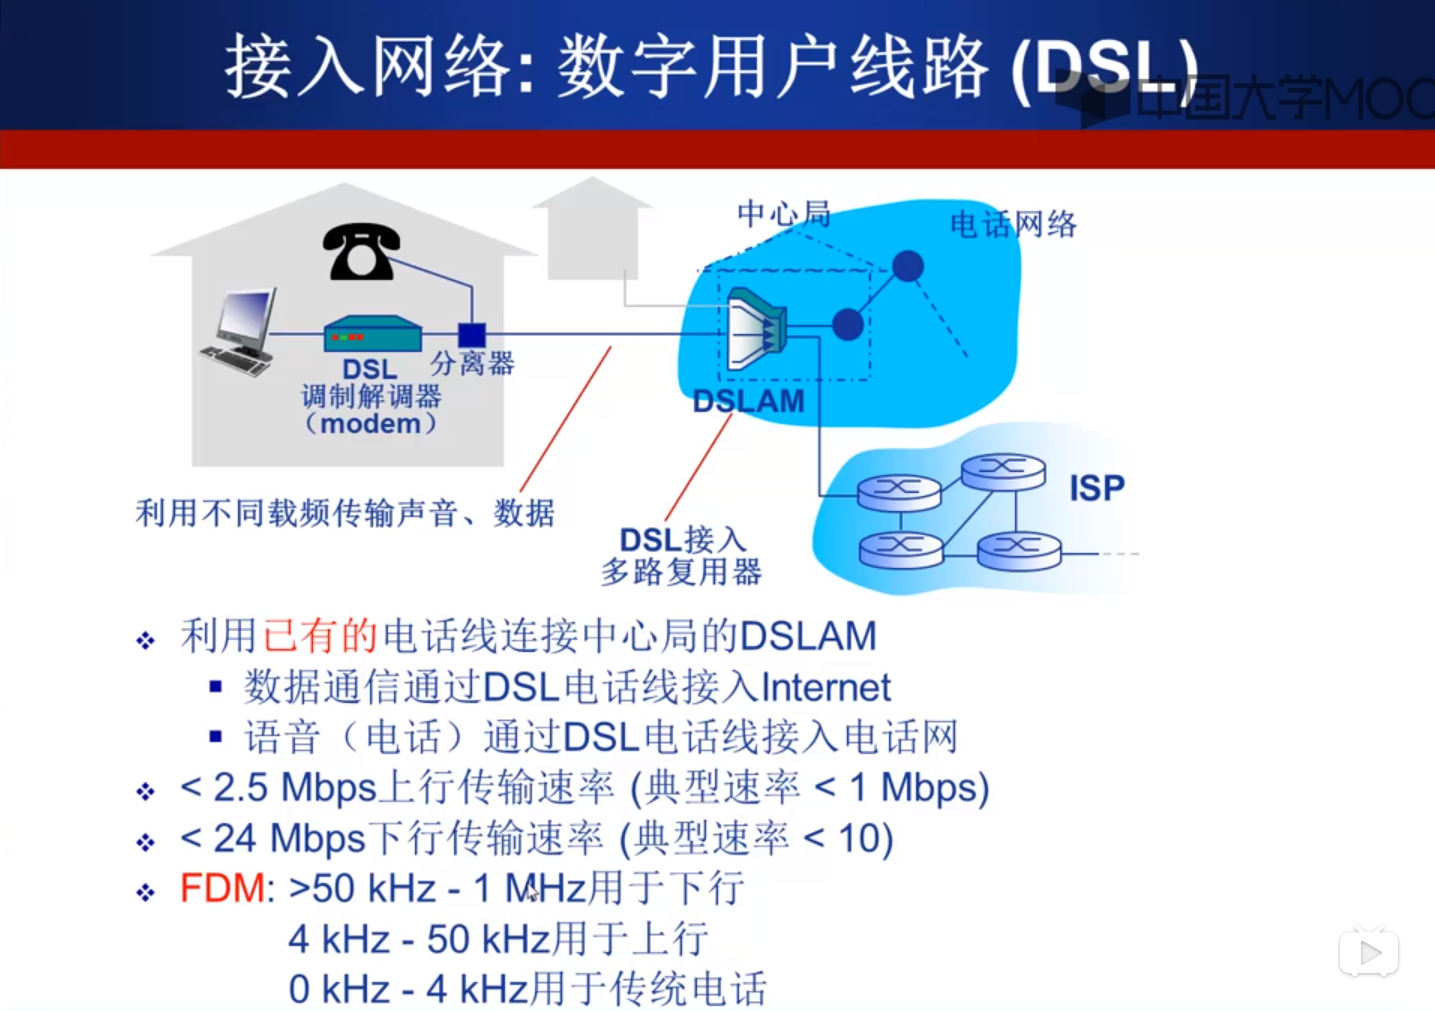 接入网络: 数字用户线路 (DSL)
中国大学MOC
中心局
电话网络
DSL
调制解调器
（modem）
分离器
DSLAM
ISP
利用不同载频传输声音、数据
DSL接入
多路复用器
利用已有的电话线连接中心局的DSLAM
数据通信通过DSL电话线接入Internet
语音（电话）通过DSL电话线接入电话网
< 2.5 Mbps上行传输速率 (典型速率 < 1 Mbps)
< 24 Mbps下行传输速率 (典型速率 < 10)
FDM: >50 kHz - 1 MHz用于下行
4 kHz - 50 kHz用于上行
0 kHz - 4 kHz用于传统电话